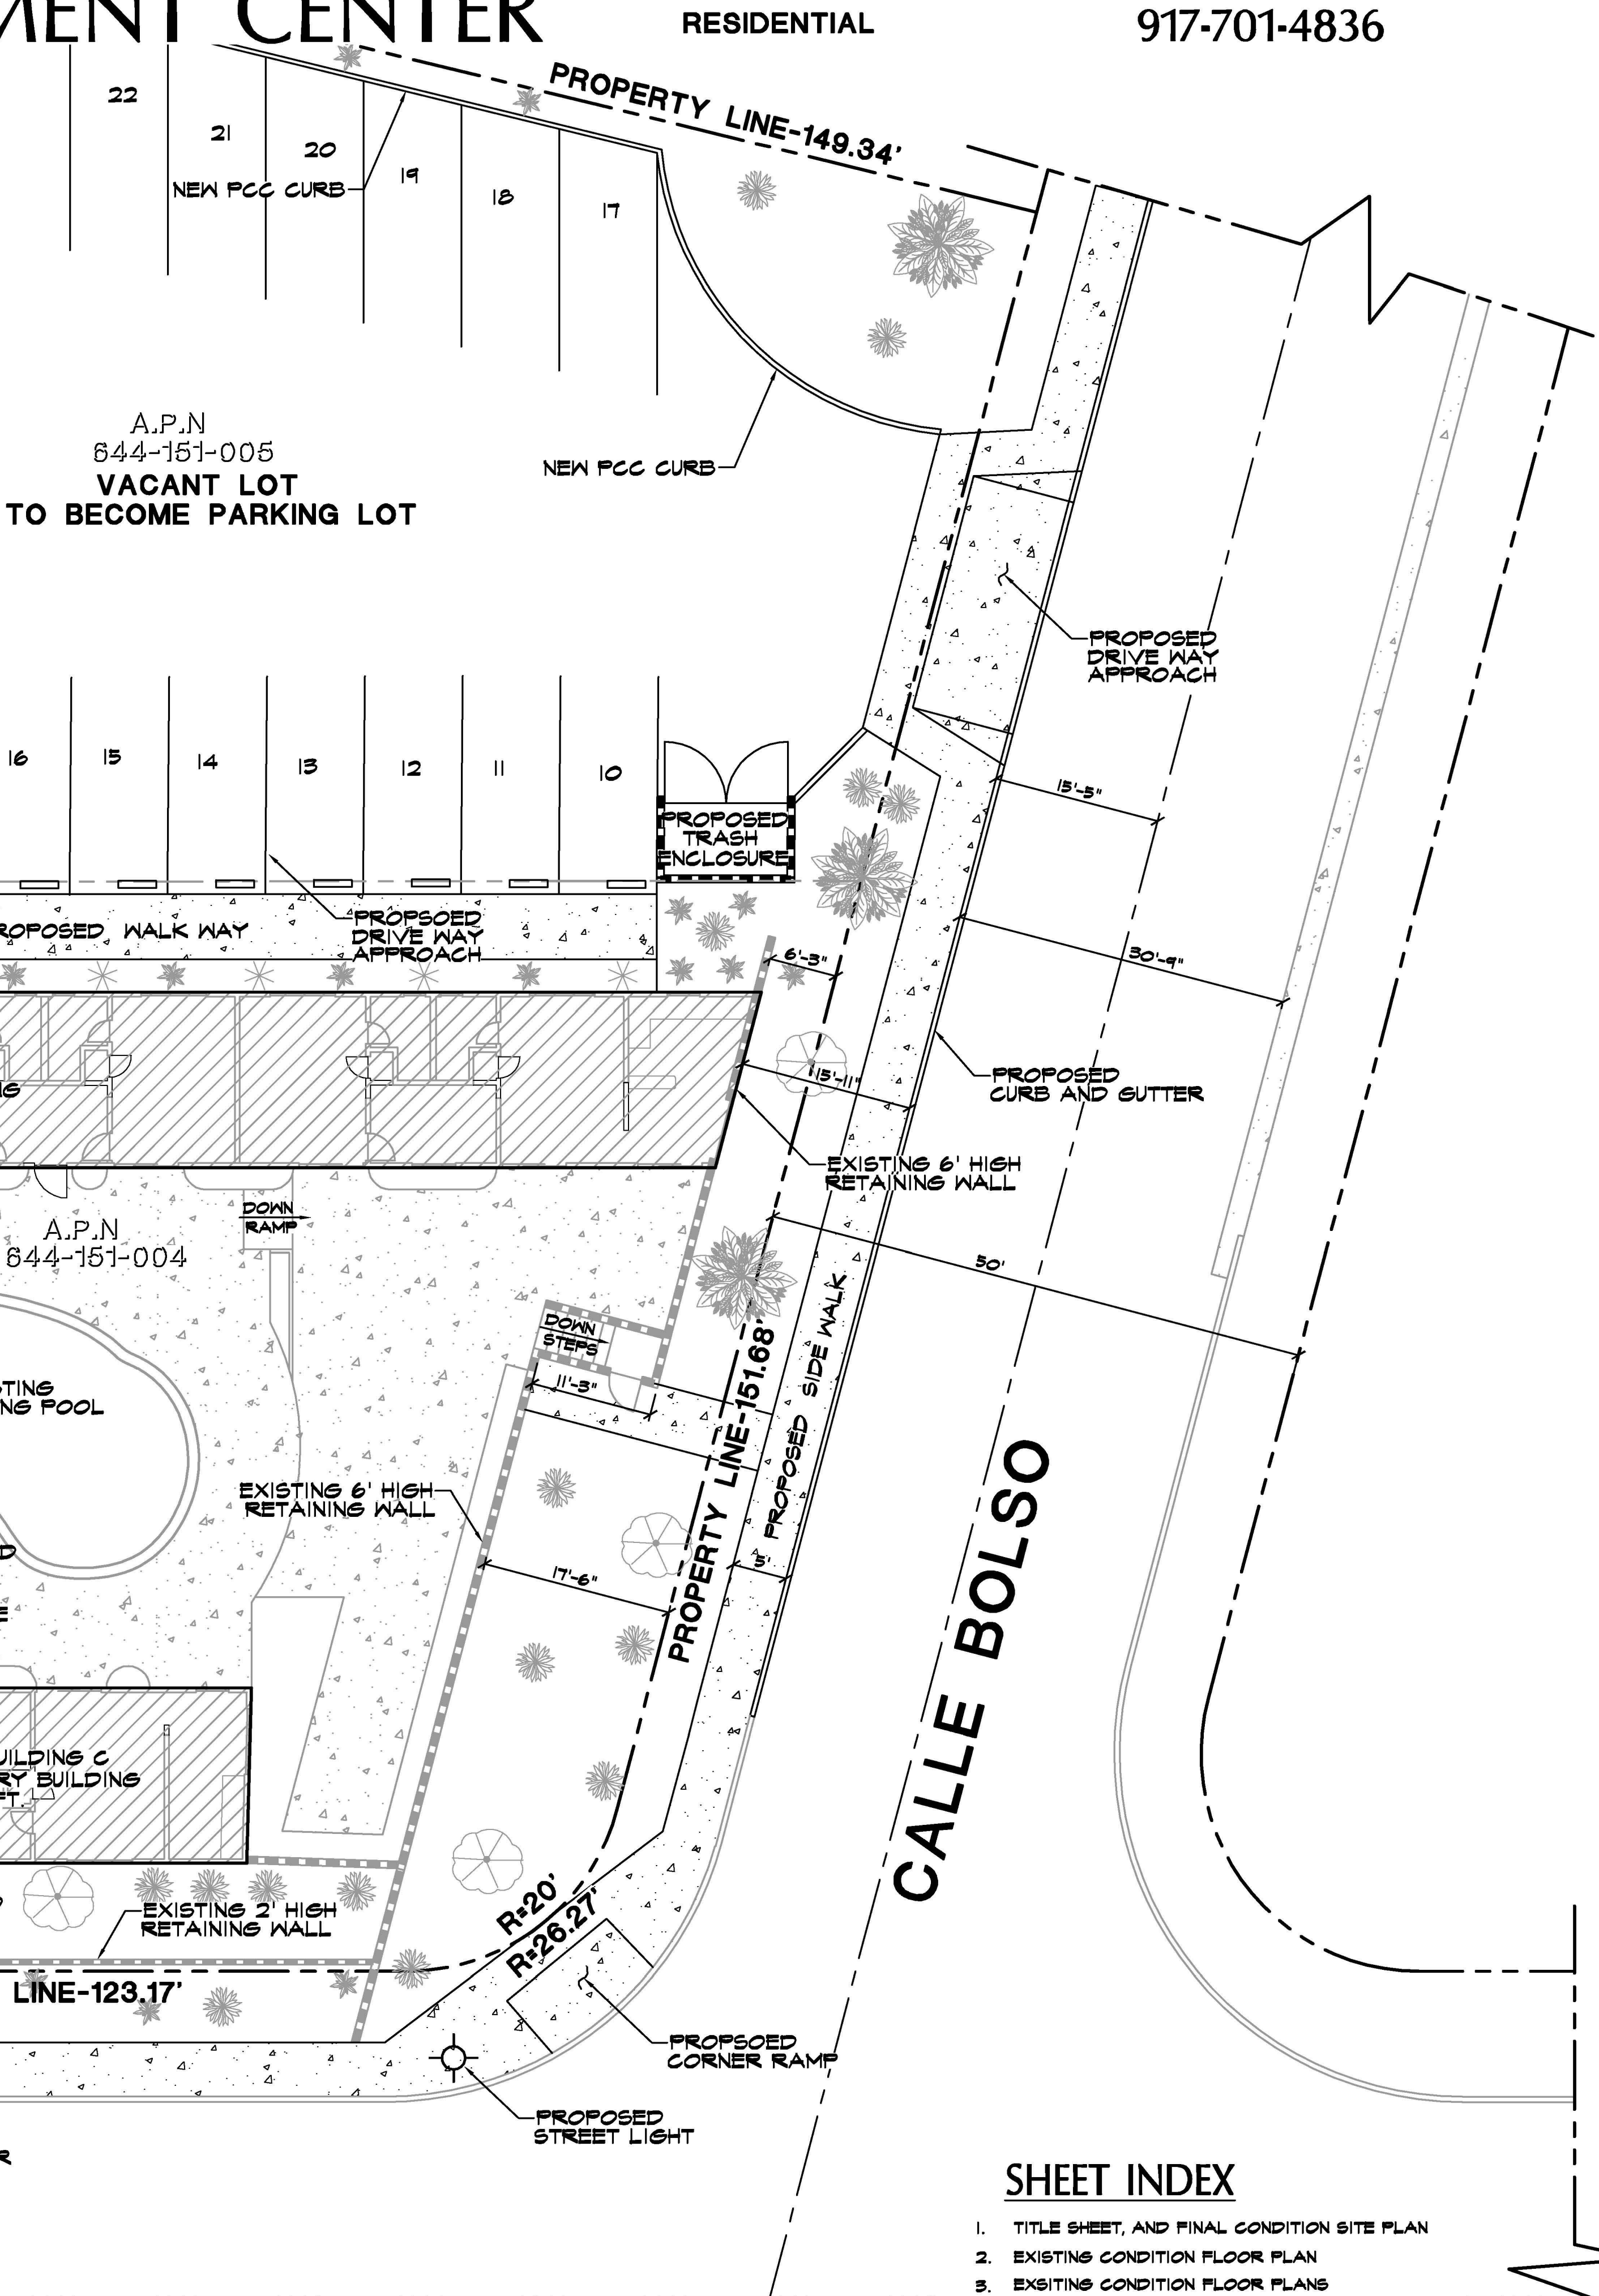 MENT CENTER
RESIDENTIAL
917-701-4836
PROPERTY LINE-149.34'
22
21
20
19
18
17
NEW PCC CURB
A.P.N
644-151-005
VACANT LOT
TO BECOME PARKING LOT
NEW PCC CURB
PROPOSED
DRIVE WAY
APPROACH
16
15
14
13
12
11
10
15'-5"
PROPOSED
TRASH
ENCLOSURE
ROPOSED WALK WAY
PROPSOED
DRIVE WAY
APPROACH
6'-3"
30'-9"
15'-11"
PROPOSED
CURB AND GUTTER
EXISTING 6' HIGH
RETAINING WALL
DOWN
RAMP
A.P.N
644-151-004
50'
DOWN
STEPS
11'-3"
PROPERTY LINE-151.68'
PROPOSED SIDE WALK
TING
NG POOL
EXISTING 6' HIGH
RETAINING WALL
17'-6"
5'
CALLE BOLSO
UILDING C
RY BUILDING
FT.
EXISTING 2' HIGH
RETAINING WALL
R=20'
R=26.27'
LINE-123.17'
PROPSOED
CORNER RAMP
PROPOSED
STREET LIGHT
SHEET INDEX
1. TITLE SHEET, AND FINAL CONDITION SITE PLAN
2. EXISTING CONDITION FLOOR PLAN
3. EXSITING CONDITION FLOOR PLANS